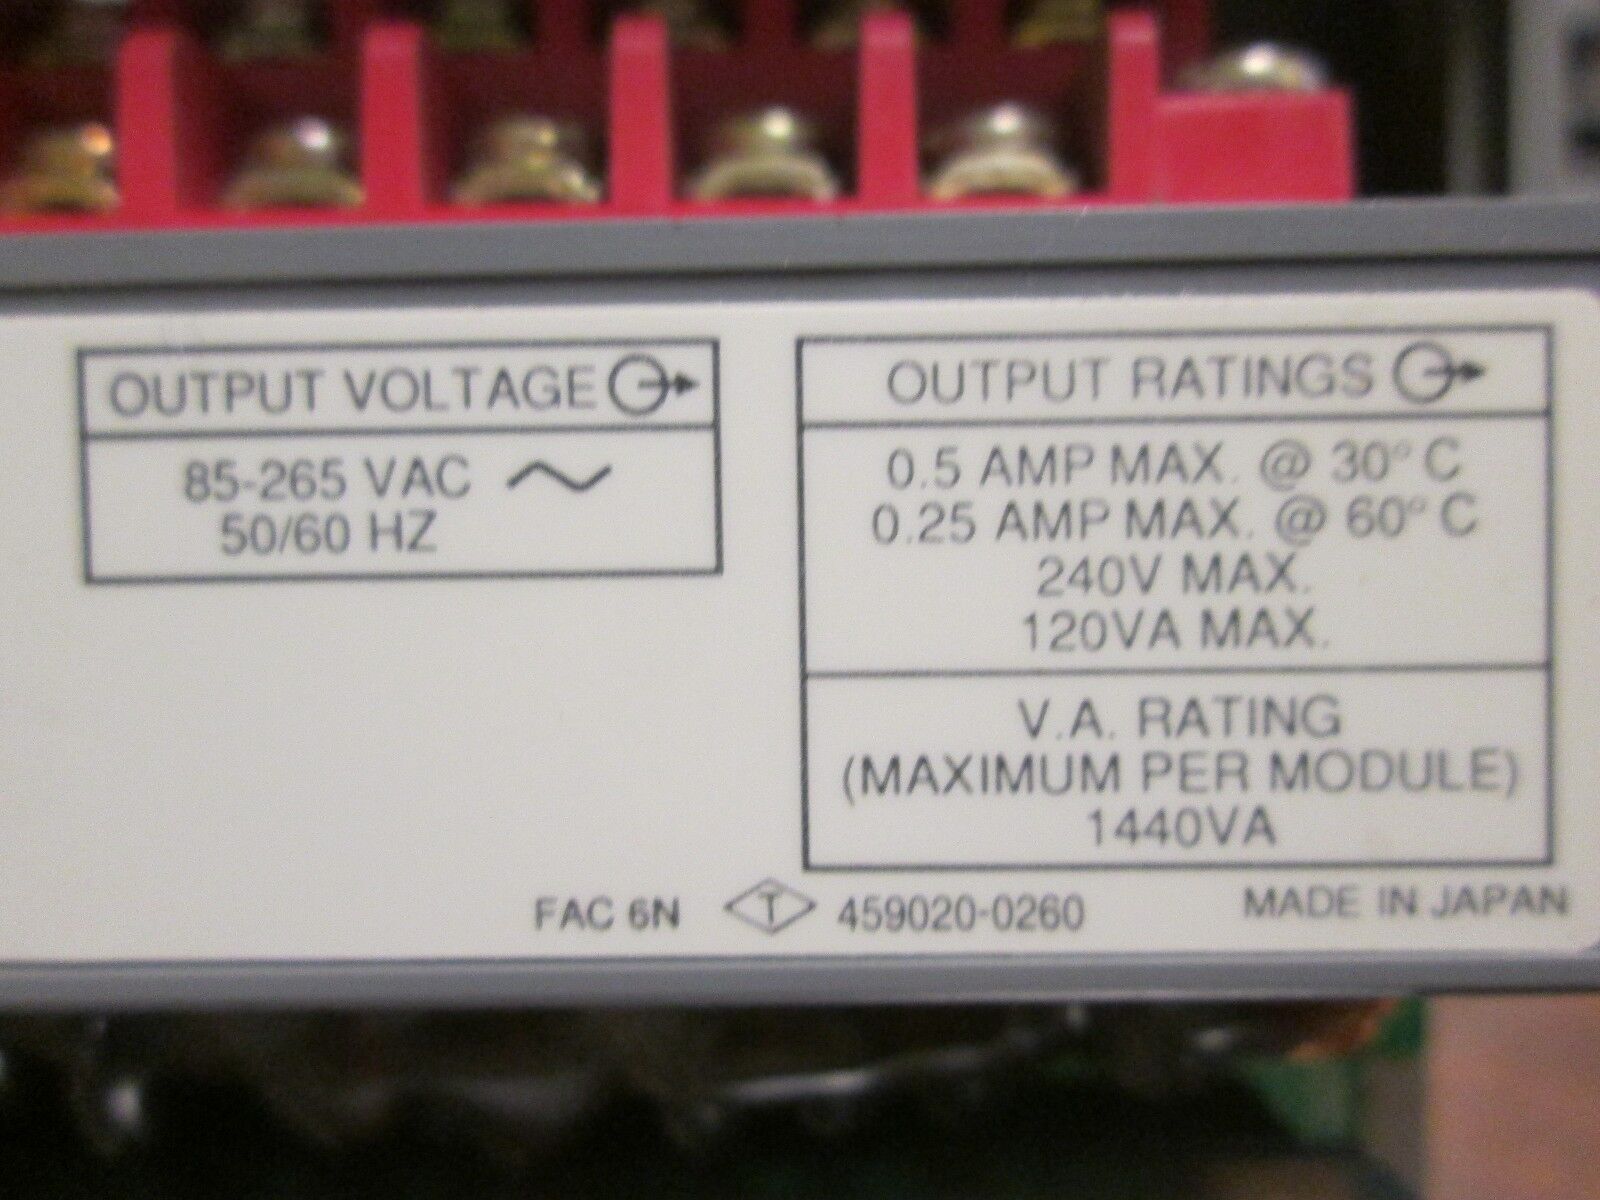 OUTPUT VOLTAGE
85-265 VAC
50/60 HZ
OUTPUT RATINGS
0.5 AMP MAX. @ 30° C
0.25 AMP MAX. @ 60° C
240V MAX.
120VA MAX.
V.A. RATING
(MAXIMUM PER MODULE)
1440VA
FAC 6N T 459020-0260 MADE IN JAPAN